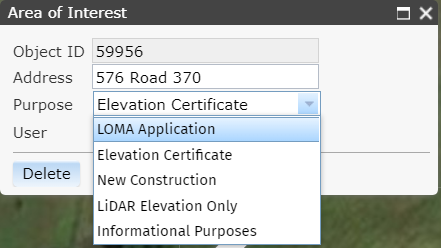 Area of Interest
Object ID 59956
Address 576 Road 370
Purpose Elevation Certificate
User
LOMA Application
Elevation Certificate
New Construction
LiDAR Elevation Only
Informational Purposes
Delete